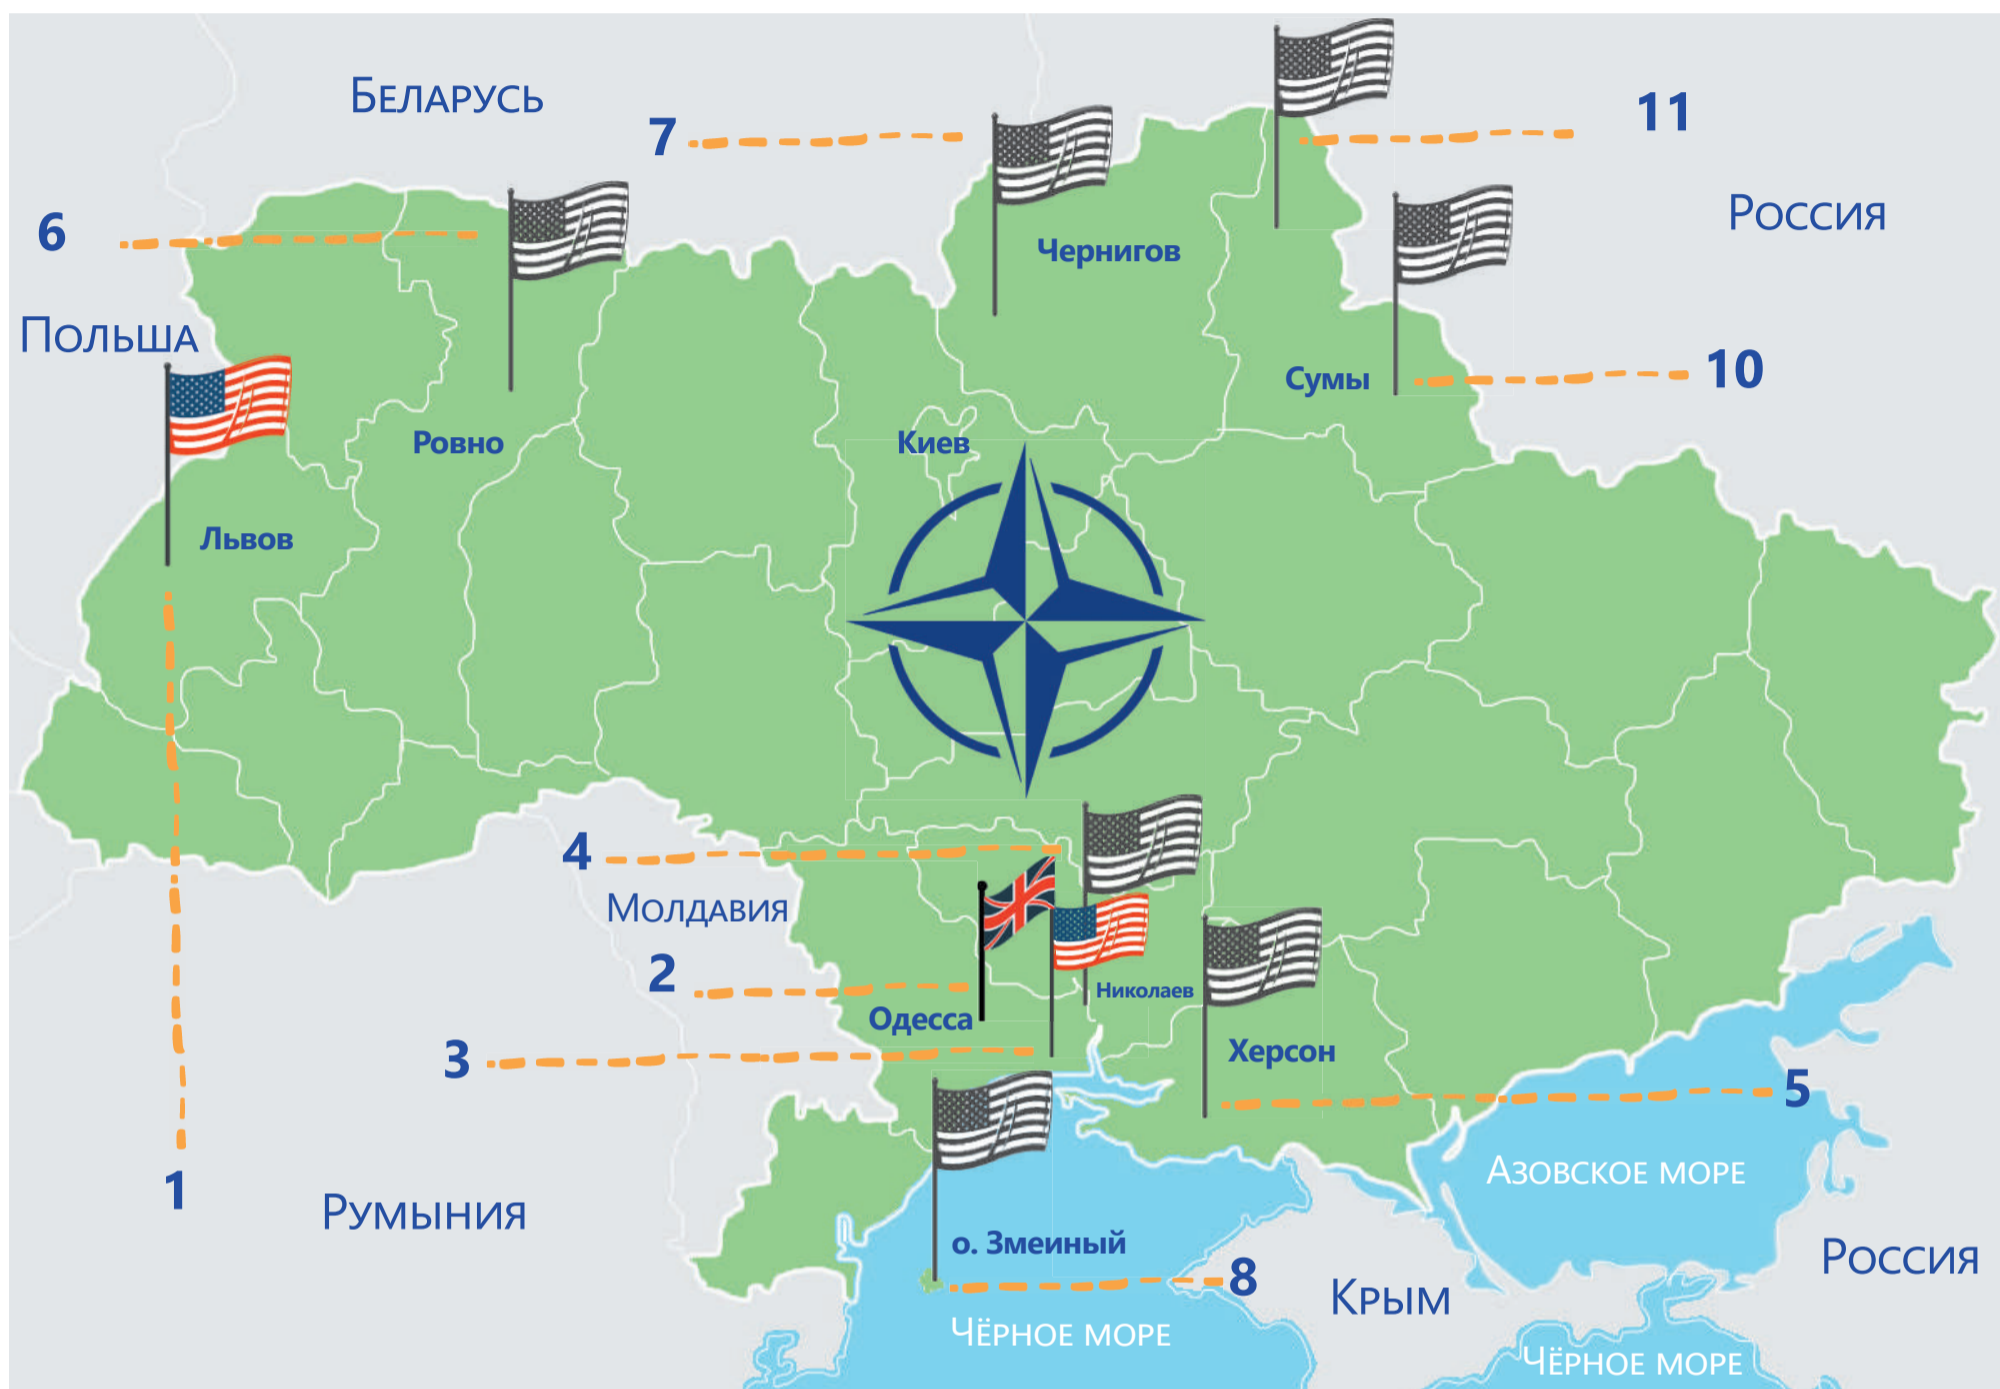 11
БЕЛАРУСЬ
7
РОССИЯ
6
Чернигов
ПОЛЬША
10
Сумы
Ровно
Киев
Львов
4
МОЛДАВИЯ
2
Николаев
Одесса
Херсон
3
5
АЗОВСКОЕ МОРЕ
1
РУМЫНИЯ
о. Змеиный
РОССИЯ
8
КРЫМ
ЧЁРНОЕ МОРЕ
ЧЁРНОЕ МОРЕ